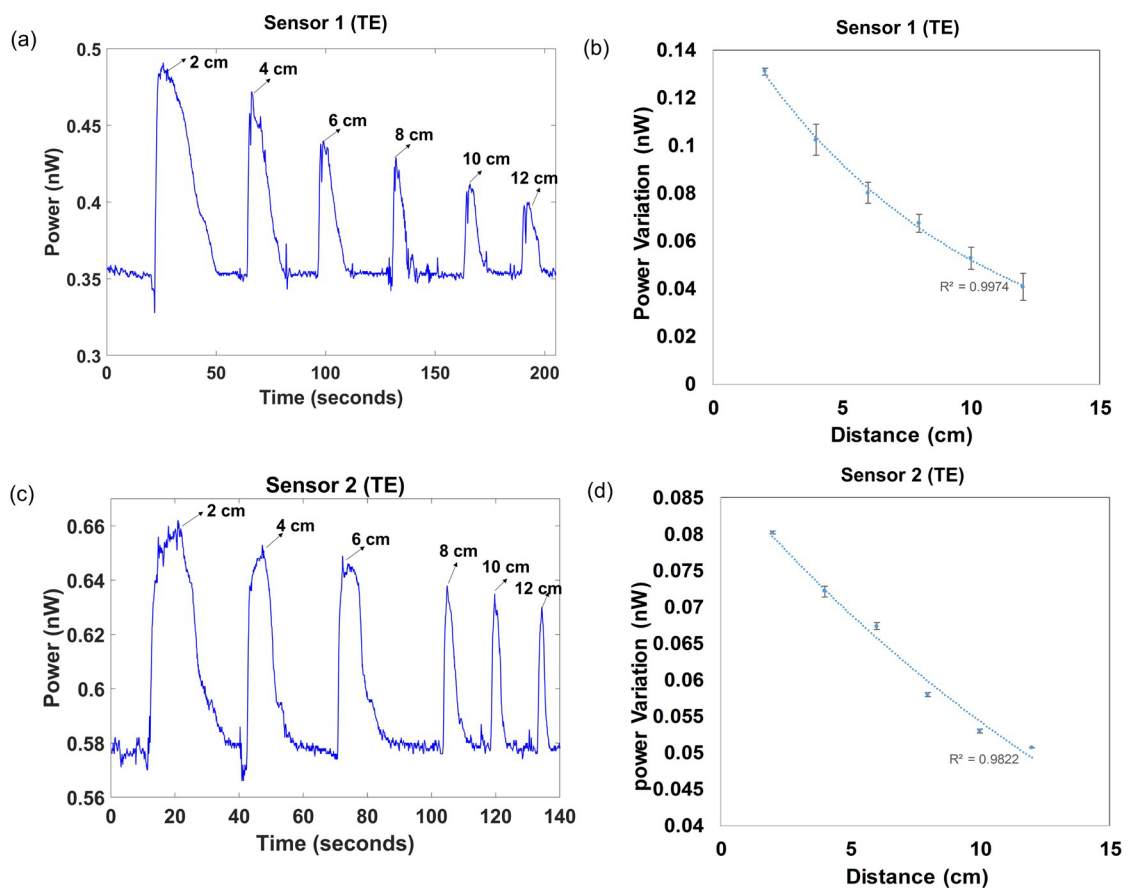 Sensor 1 (TE)
(a)
0.5
0.45
0.4
0.35
0.3
Power (nW)
2 cm
4 cm
6 cm
8 cm
10 cm
12 cm
0 50 100 150 200
Time (seconds)
Sensor 1 (TE)
(b)
0.14
0.12
0.1
0.08
0.06
0.04
0.02
0
Power Variation (nW)
R² = 0.9974
0 5 10 15
Distance (cm)
Sensor 2 (TE)
(c)
0.66
0.64
0.62
0.6
0.58
0.56
Power (nW)
2 cm
4 cm
6 cm
8 cm
10 cm
12 cm
0 20 40 60 80 100 120 140
Time (seconds)
Sensor 2 (TE)
(d)
0.085
0.08
0.075
0.07
0.065
0.06
0.055
0.05
0.045
0.04
power Variation (nW)
R² = 0.9822
0 5 10 15
Distance (cm)